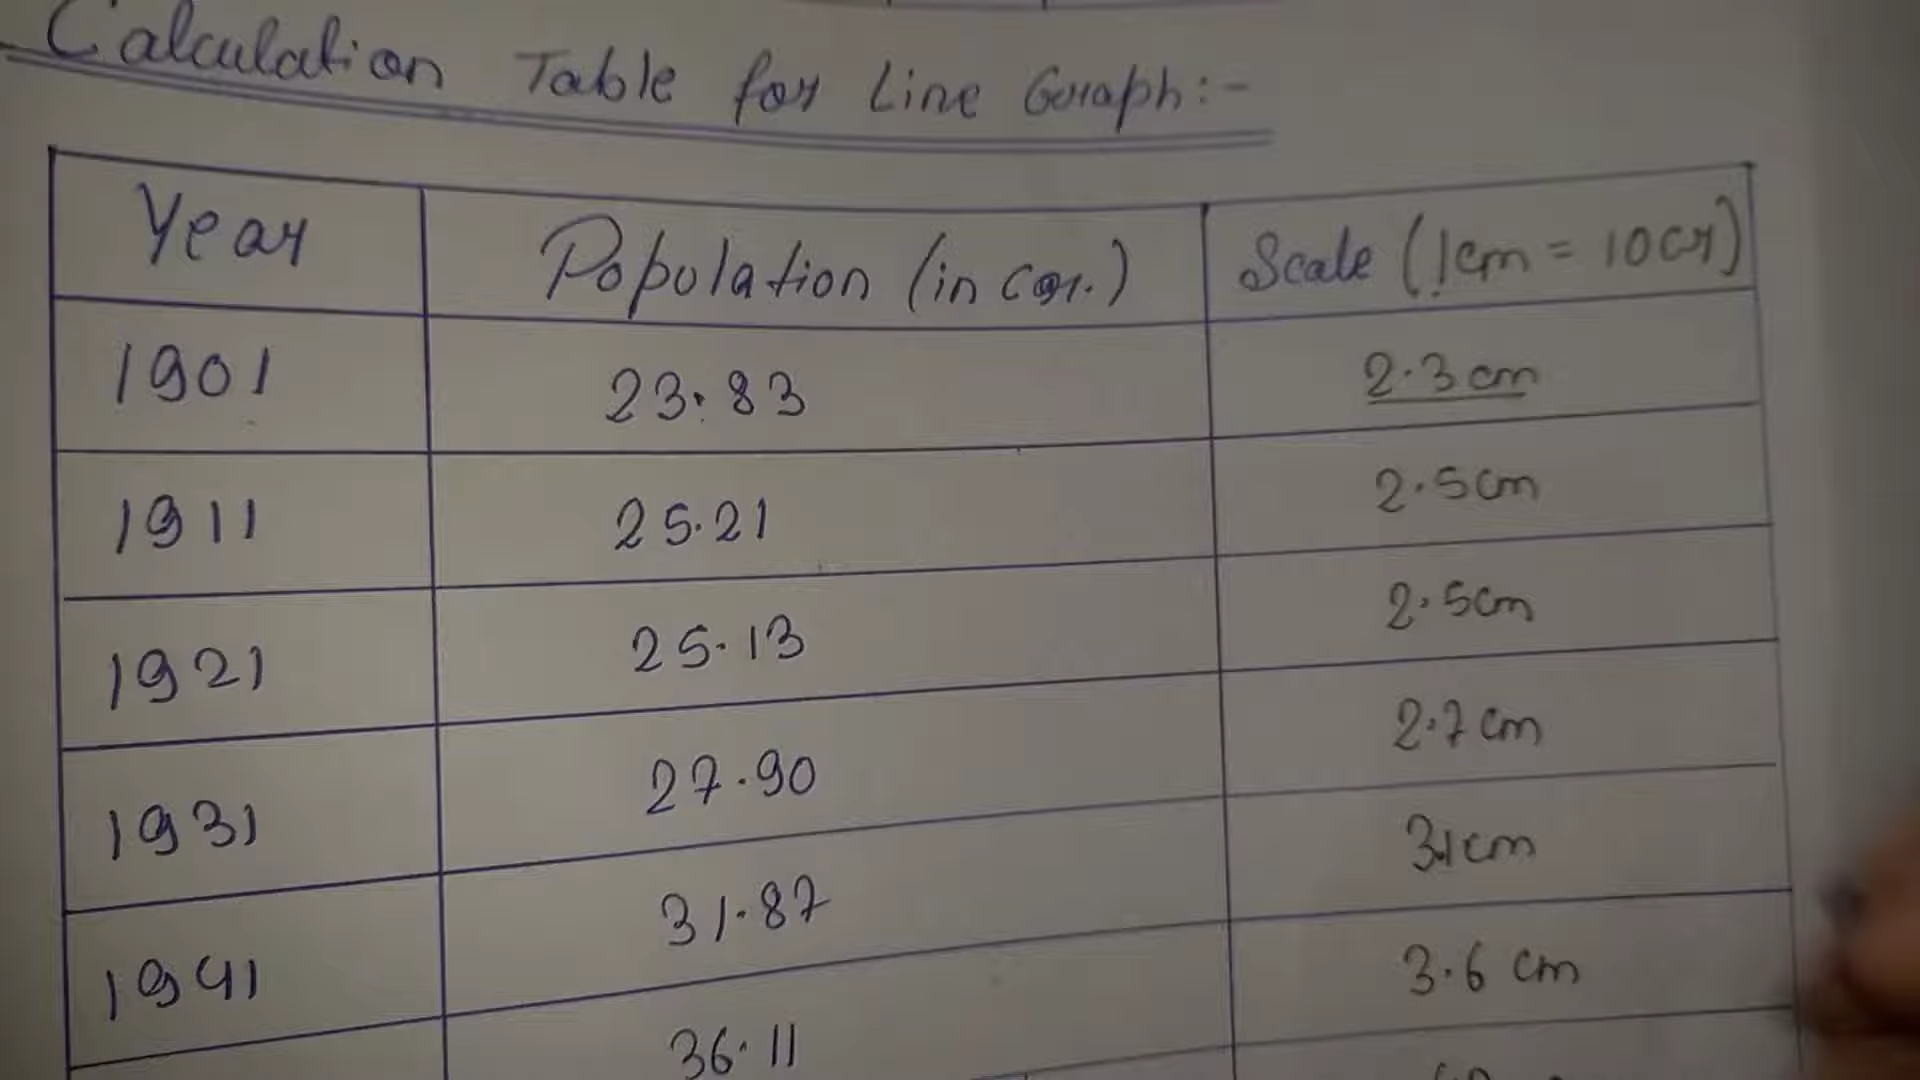 Calculation Table for Line Graph:-
Year Population (in cr.) Scale (1cm = 10cr)
1901 23.83 2.3cm
1911 25.21 2.5cm
1921 25.13 2.5cm
1931 27.90 2.7cm
1941 31.87 3.1cm
36.11 3.6 cm